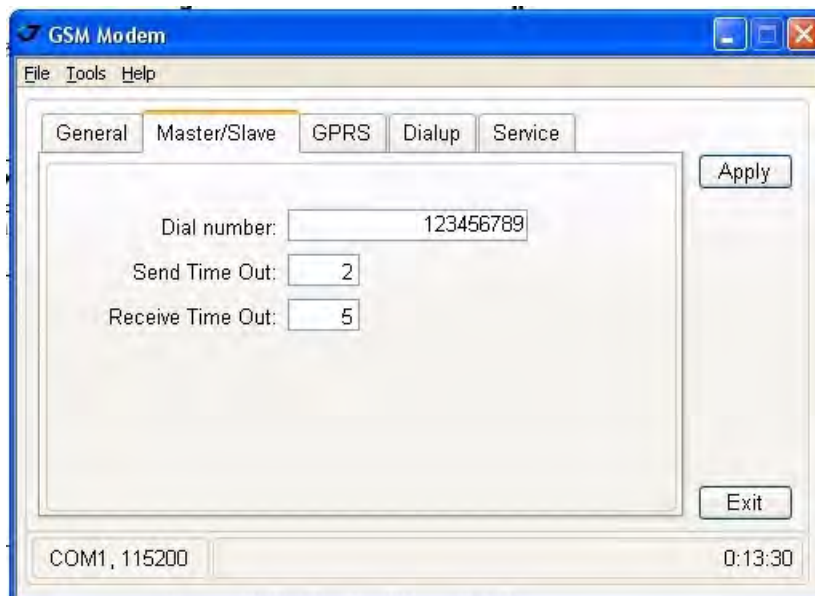 GSM Modem
File Tools Help
General Master/Slave GPRS Dialup Service
Apply
Dial number: 123456789
Send Time Out: 2
Receive Time Out: 5
Exit
COM1, 115200 0:13:30